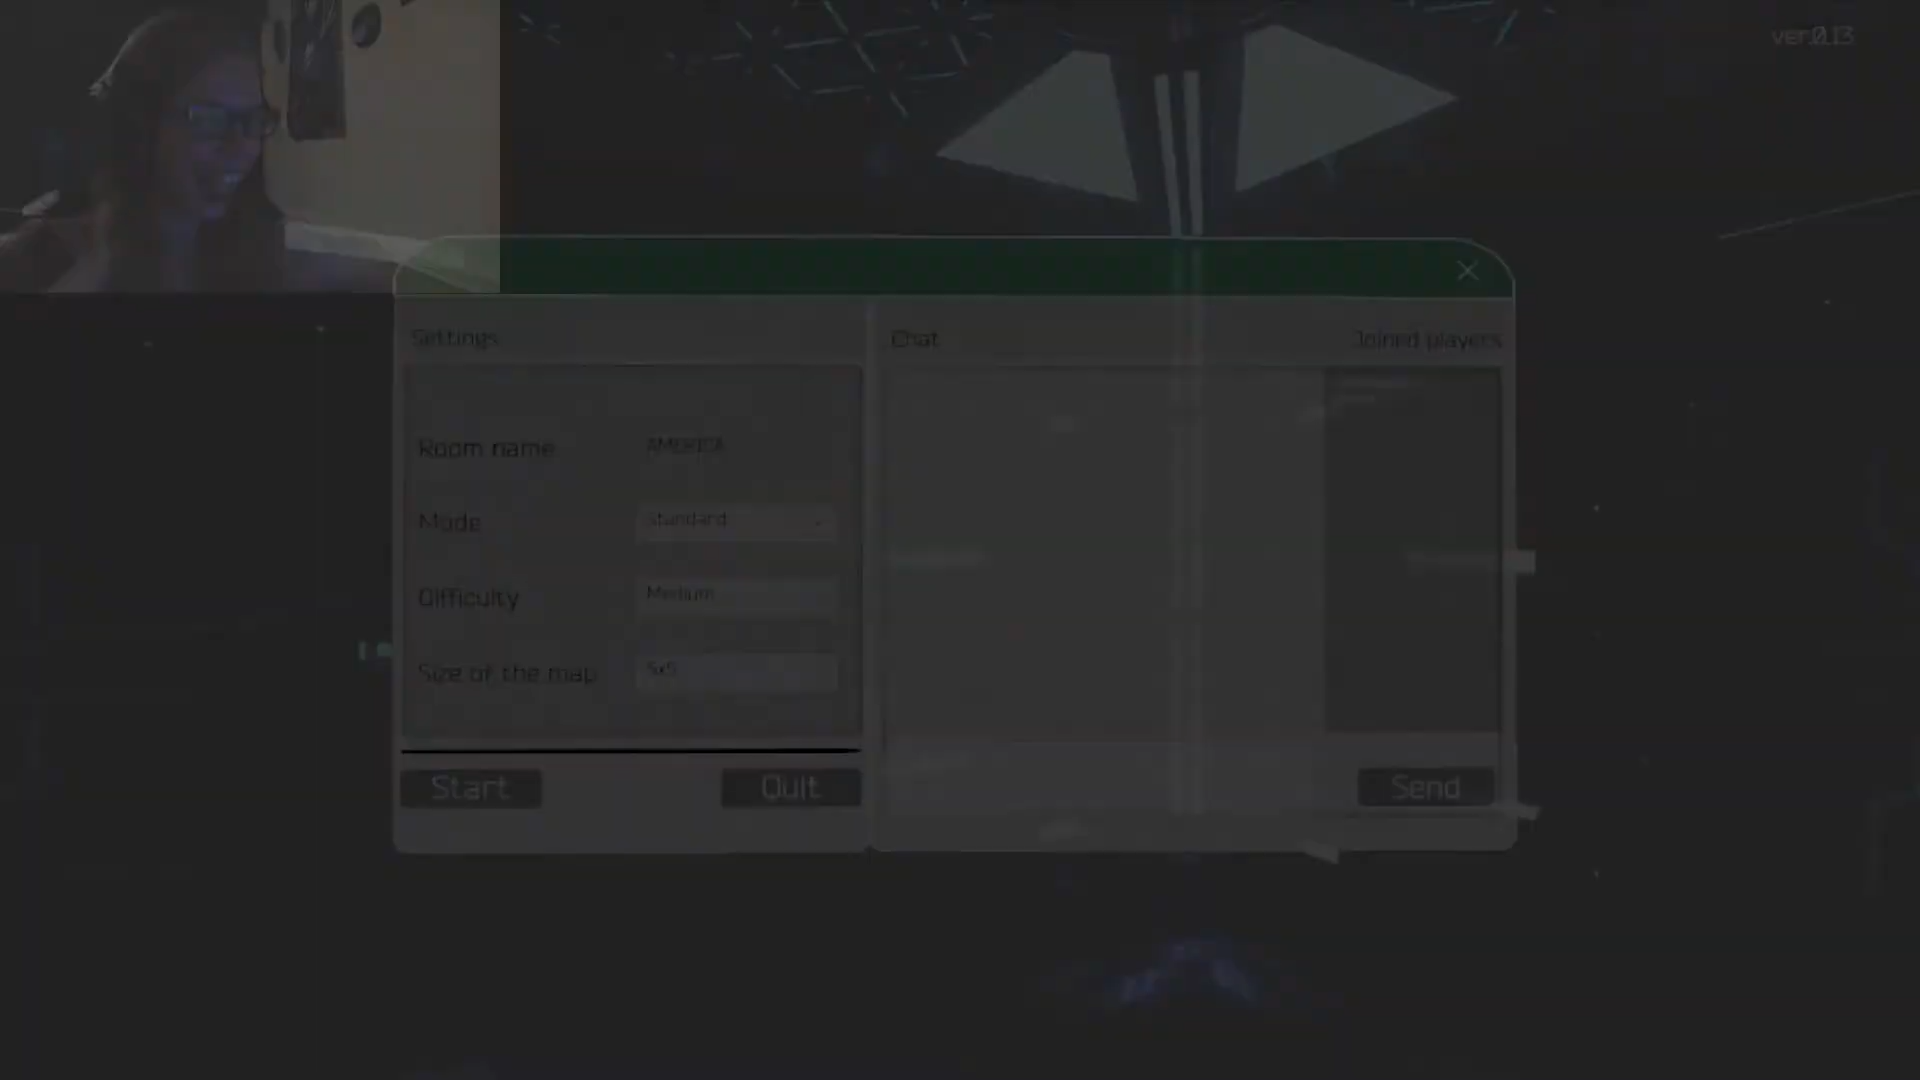 ver.0.13
Settings
Chat
Joined players
Room name
AMERICA
Mode
Standard
Difficulty
Medium
Size of the map
5x5
Start
Quit
Send